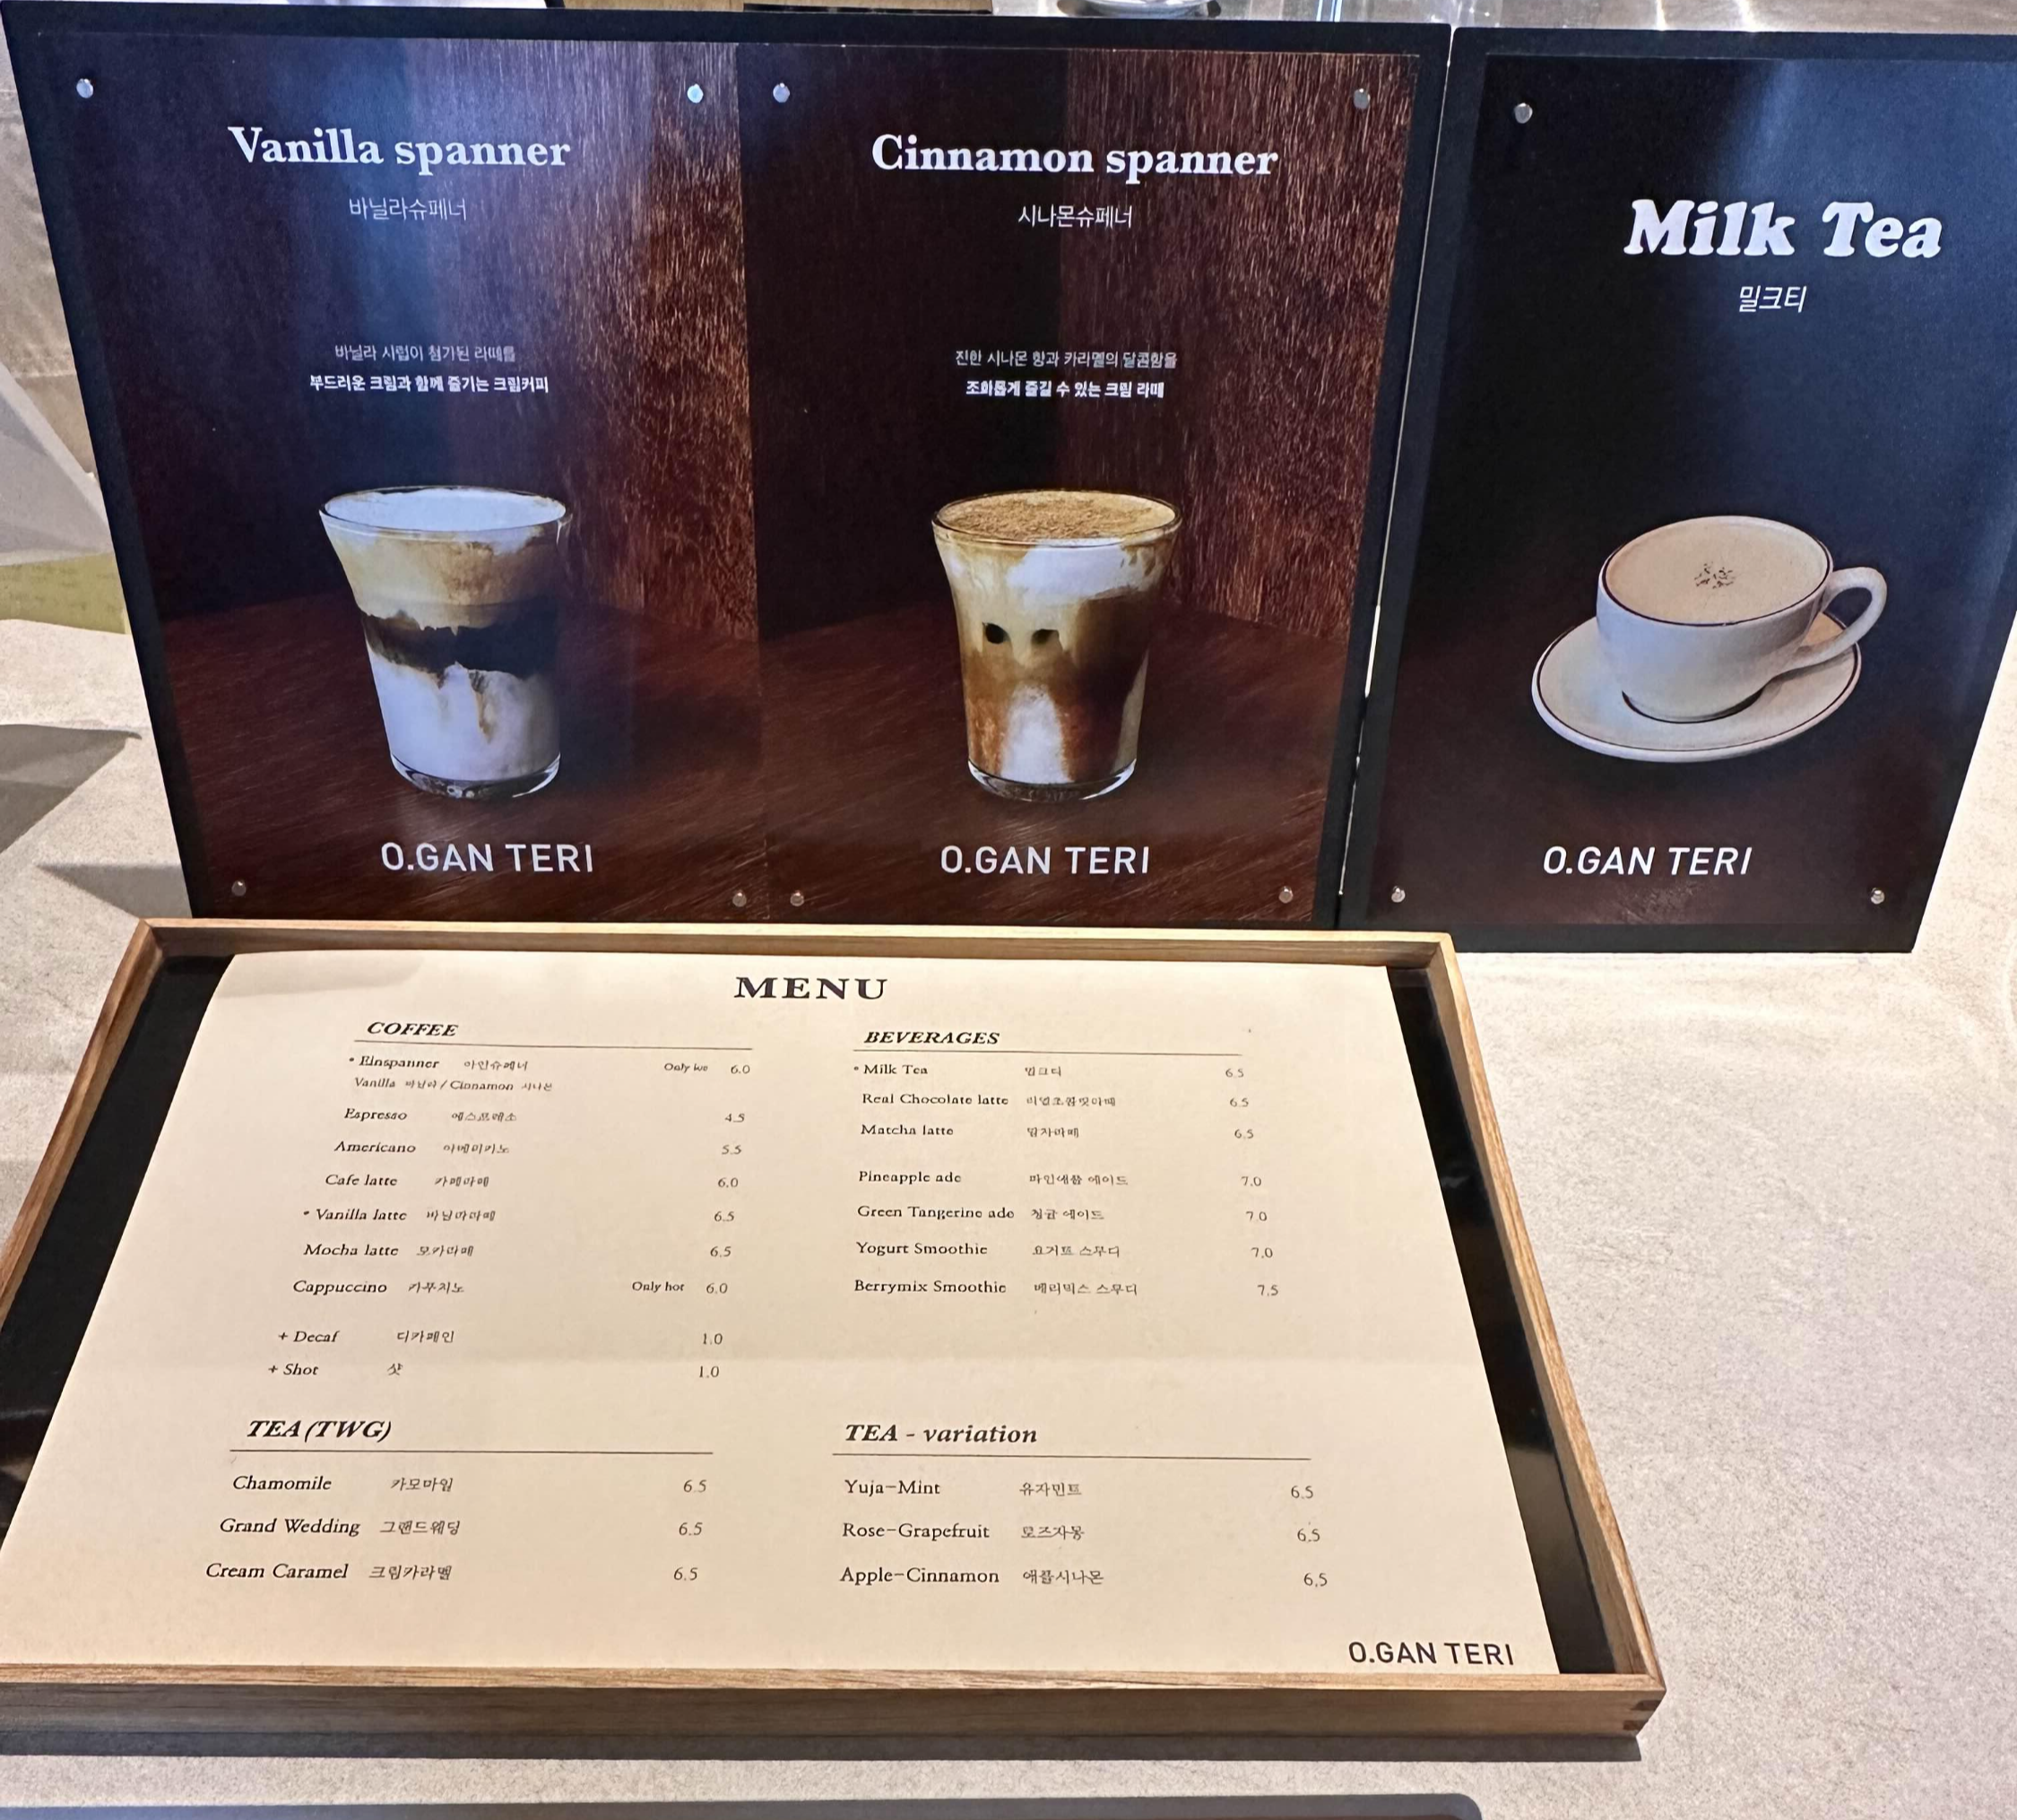 Vanilla spanner
바닐라슈페너
바닐라 시럽이 첨가된 라떼를
부드러운 크림과 함께 즐기는 크림커피
O.GAN TERI
Cinnamon spanner
시나몬슈페너
진한 시나몬 향과 카라멜의 달콤함을
조화롭게 즐길 수 있는 크림 라떼
O.GAN TERI
Milk Tea
밀크티
O.GAN TERI
MENU
COFFEE
• Einspanner 아인슈페너 Only ice 6.0
Vanilla 바닐라 / Cinnamon 시나몬
Espresso 에스프레소 4.5
Americano 아메리카노 5.5
Cafe latte 카페라떼 6.0
• Vanilla latte 바닐라라떼 6.5
Mocha latte 모카라떼 6.5
Cappuccino 카푸치노 Only hot 6.0
+ Decaf 디카페인 1.0
+ Shot 샷 1.0
BEVERAGES
• Milk Tea 밀크티 6.5
Real Chocolate latte 리얼초콜릿라떼 6.5
Matcha latte 말차라떼 6.5
Pineapple ade 파인애플 에이드 7.0
Green Tangerine ade 청귤 에이드 7.0
Yogurt Smoothie 요거트 스무디 7.0
Berrymix Smoothie 베리믹스 스무디 7.5
TEA (TWG)
Chamomile 카모마일 6.5
Grand Wedding 그랜드웨딩 6.5
Cream Caramel 크림카라멜 6.5
TEA - variation
Yuja-Mint 유자민트 6.5
Rose-Grapefruit 로즈자몽 6.5
Apple-Cinnamon 애플시나몬 6.5
O.GAN TERI